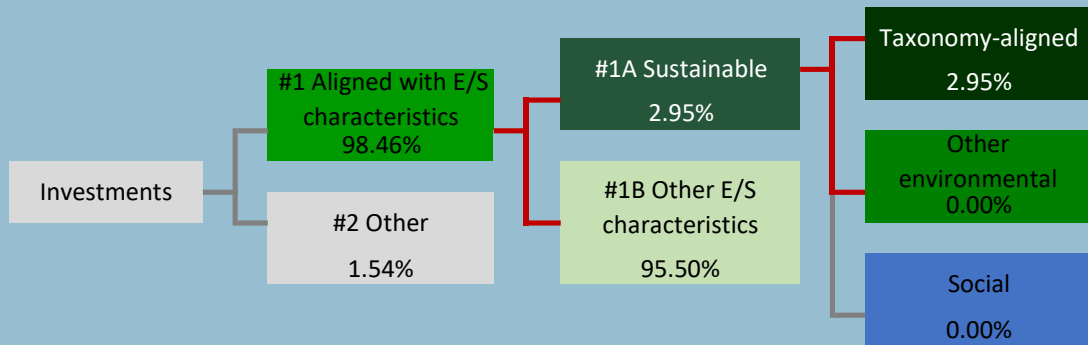 Investments
#1 Aligned with E/S
characteristics
98.46%
#2 Other
1.54%
#1A Sustainable
2.95%
#1B Other E/S
characteristics
95.50%
Taxonomy-aligned
2.95%
Other
environmental
0.00%
Social
0.00%